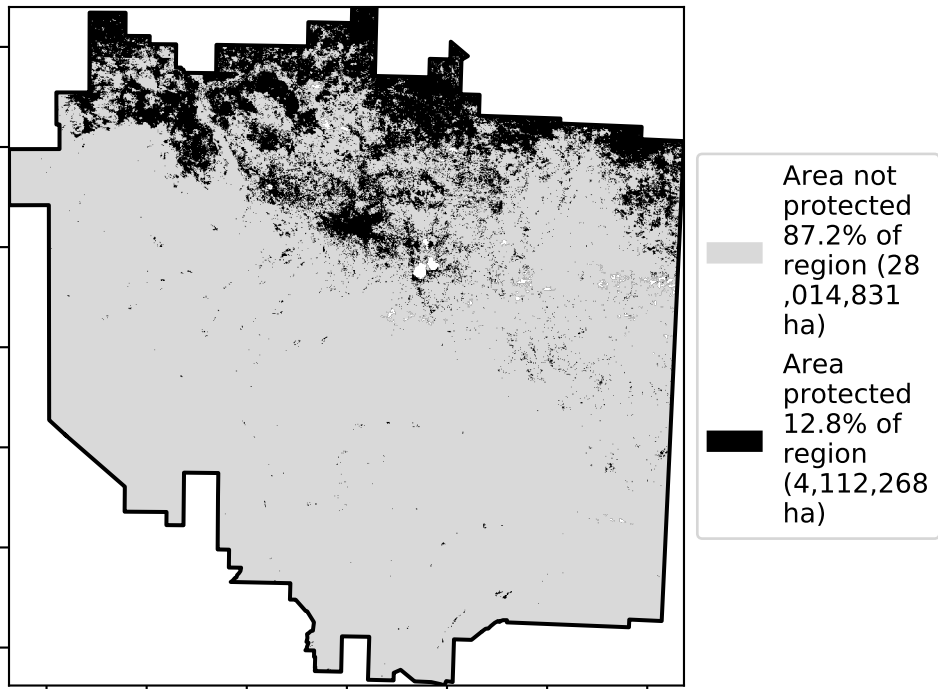 Area not
protected
87.2% of
region (28
,014,831
ha)
Area
protected
12.8% of
region
(4,112,268
ha)